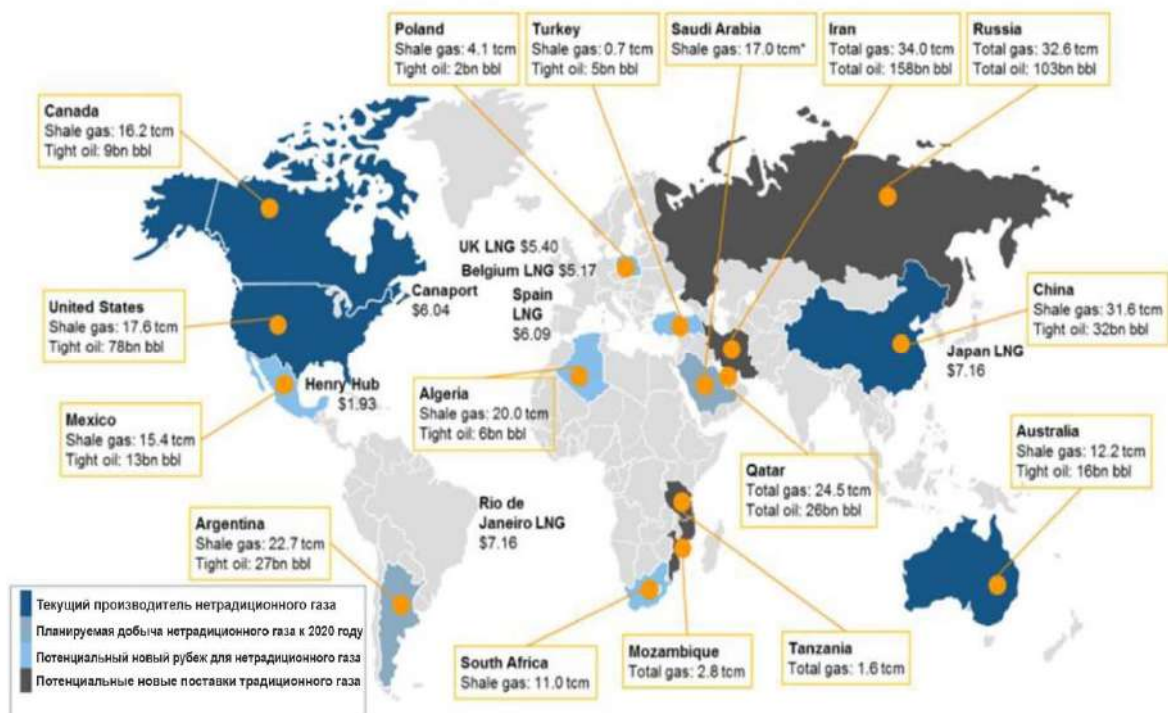 Poland
Shale gas: 4.1 tcm
Tight oil: 2bn bbl
Turkey
Shale gas: 0.7 tcm
Tight oil: 5bn bbl
Saudi Arabia
Shale gas: 17.0 tcm*
Iran
Total gas: 34.0 tcm
Total oil: 158bn bbl
Russia
Total gas: 32.6 tcm
Total oil: 103bn bbl
Canada
Shale gas: 16.2 tcm
Tight oil: 9bn bbl
UK LNG $5.40
Belgium LNG $5.17
Spain
LNG
$6.09
Canaport
$6.04
United States
Shale gas: 17.6 tcm
Tight oil: 78bn bbl
China
Shale gas: 31.6 tcm
Tight oil: 32bn bbl
Japan LNG
$7.16
Henry Hub
$1.93
Mexico
Shale gas: 15.4 tcm
Tight oil: 13bn bbl
Algeria
Shale gas: 20.0 tcm
Tight oil: 6bn bbl
Australia
Shale gas: 12.2 tcm
Tight oil: 16bn bbl
Qatar
Total gas: 24.5 tcm
Total oil: 26bn bbl
Rio de
Janeiro LNG
$7.16
Argentina
Shale gas: 22.7 tcm
Tight oil: 27bn bbl
Текущий производитель нетрадиционного газа
Планируемая добыча нетрадиционного газа к 2020 году
Потенциальный новый рубеж для нетрадиционного газа
Потенциальные новые поставки традиционного газа
South Africa
Shale gas: 11.0 tcm
Mozambique
Total gas: 2.8 tcm
Tanzania
Total gas: 1.6 tcm